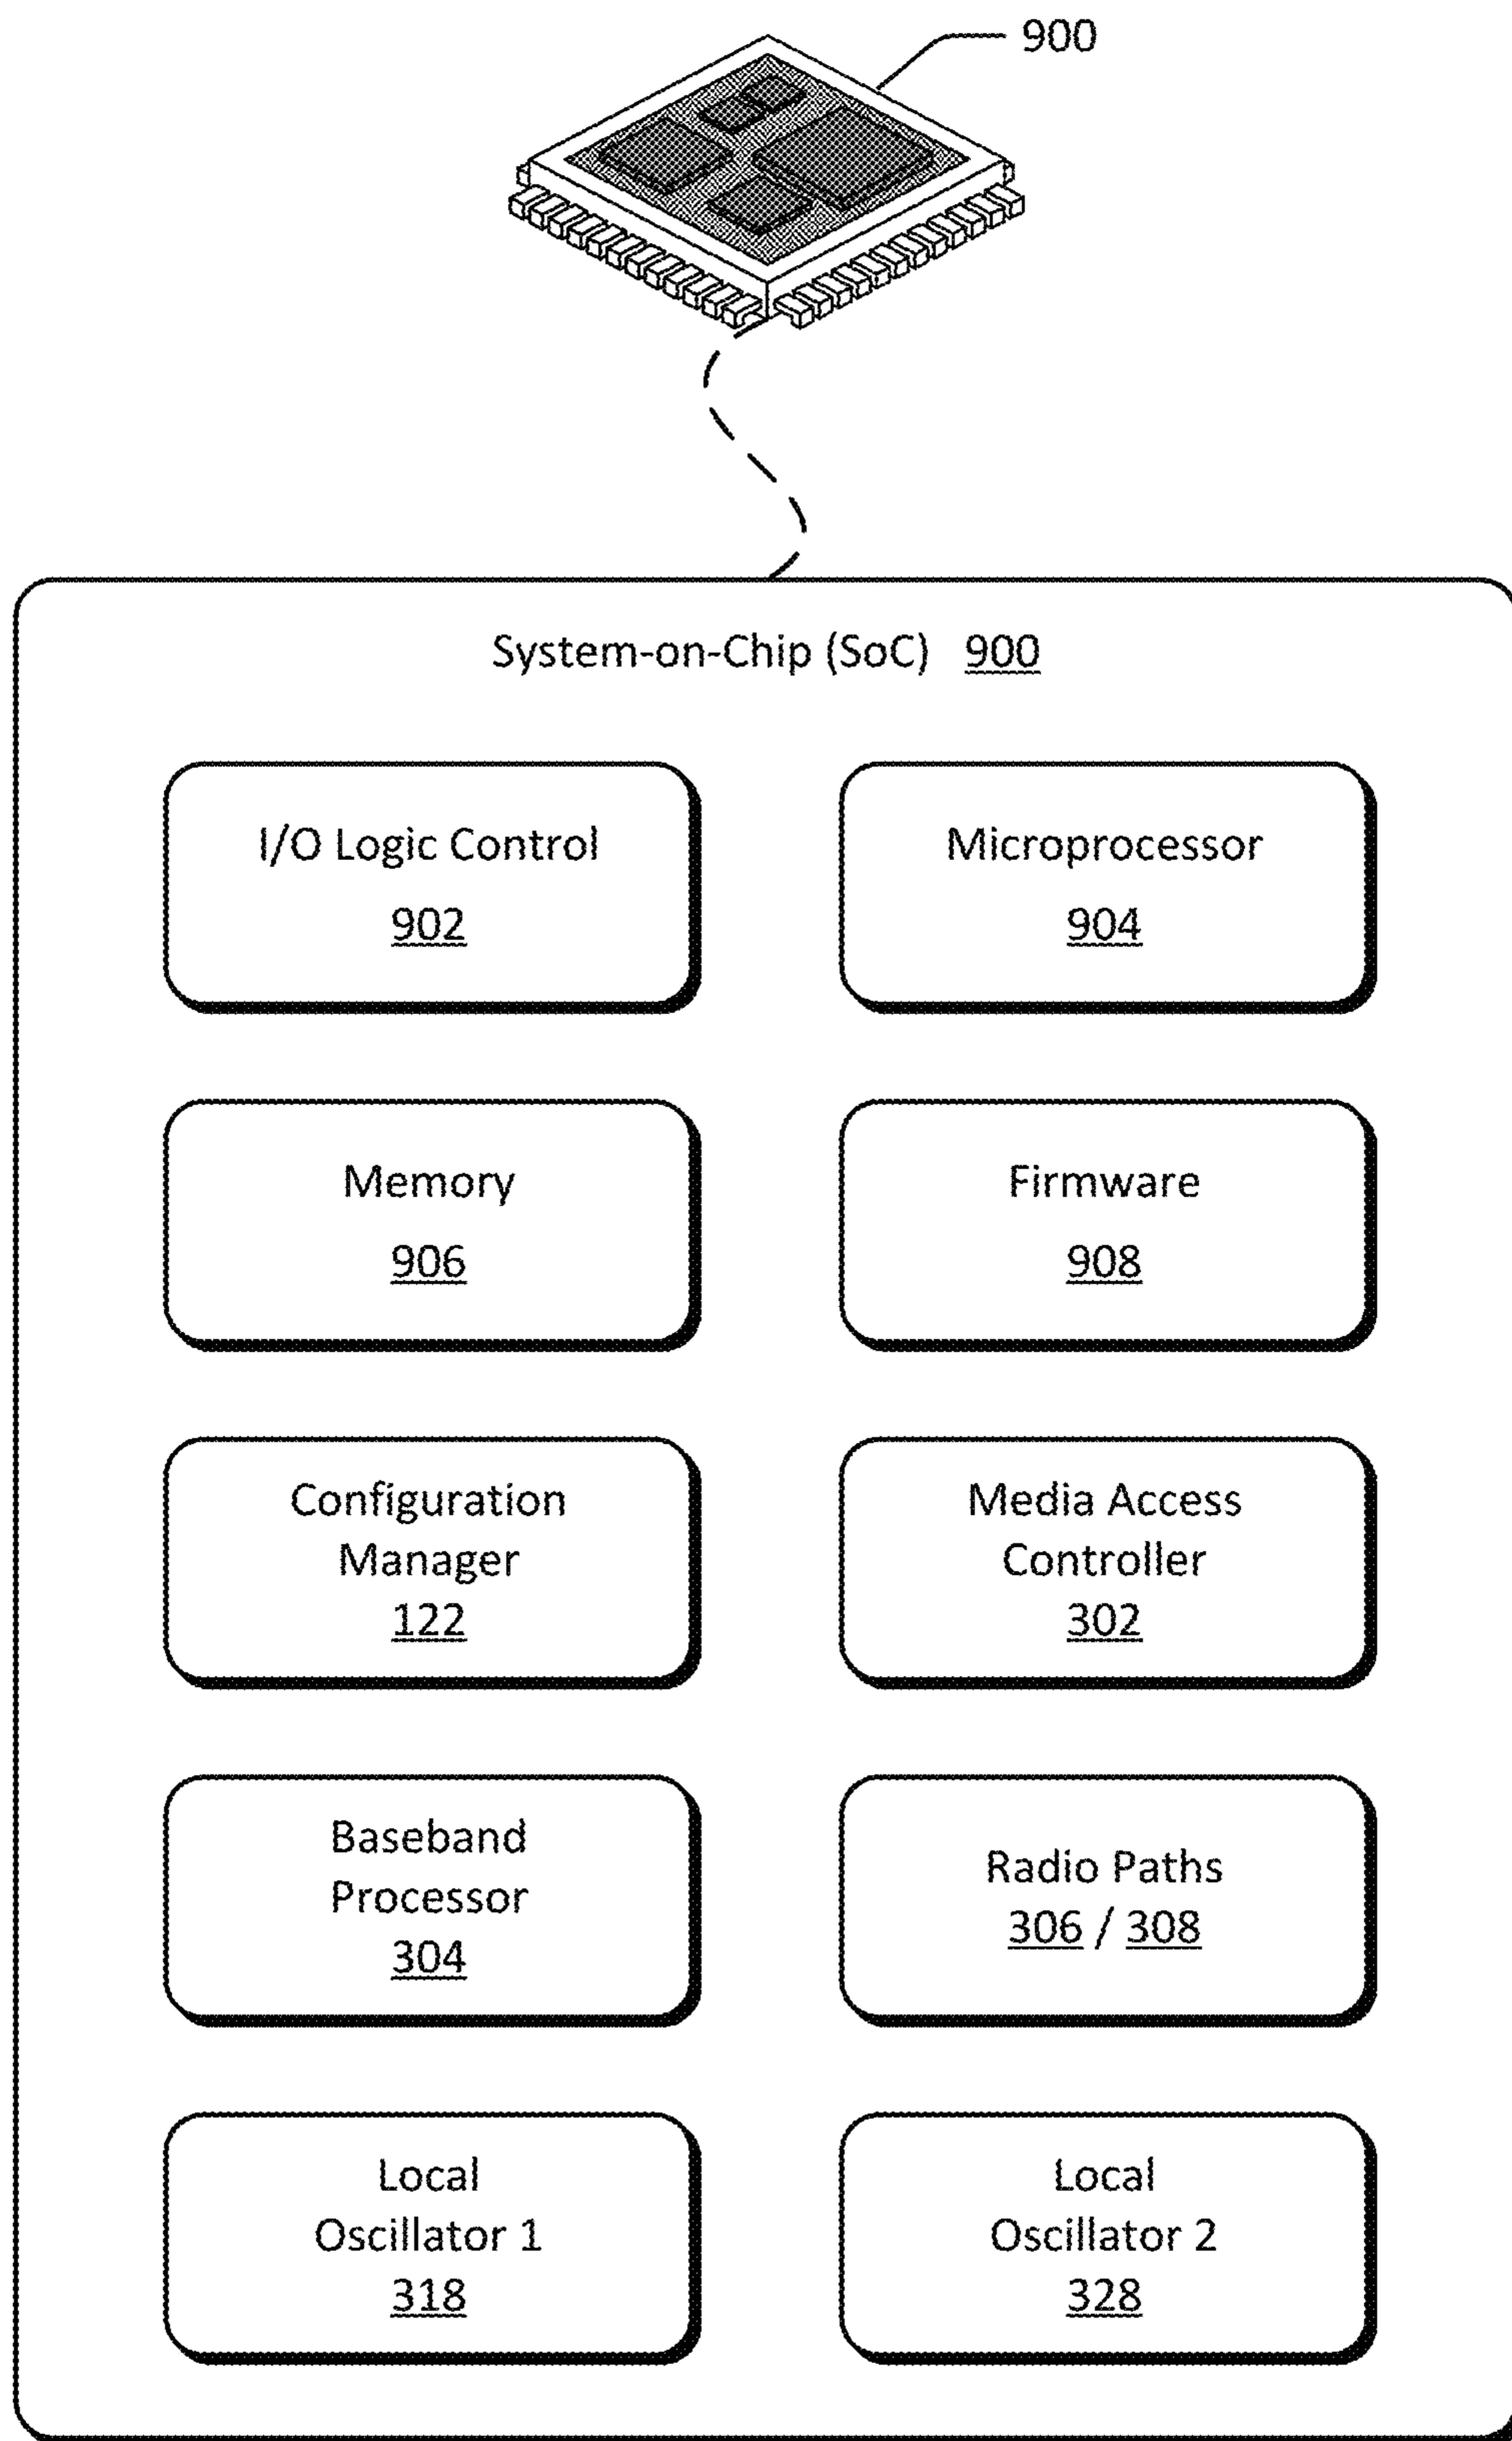 900
System-on-Chip (SoC) 900
I/O Logic Control
902
Microprocessor
904
Memory
906
Firmware
908
Configuration
Manager
122
Media Access
Controller
302
Baseband
Processor
304
Radio Paths
306 / 308
Local
Oscillator 1
318
Local
Oscillator 2
328